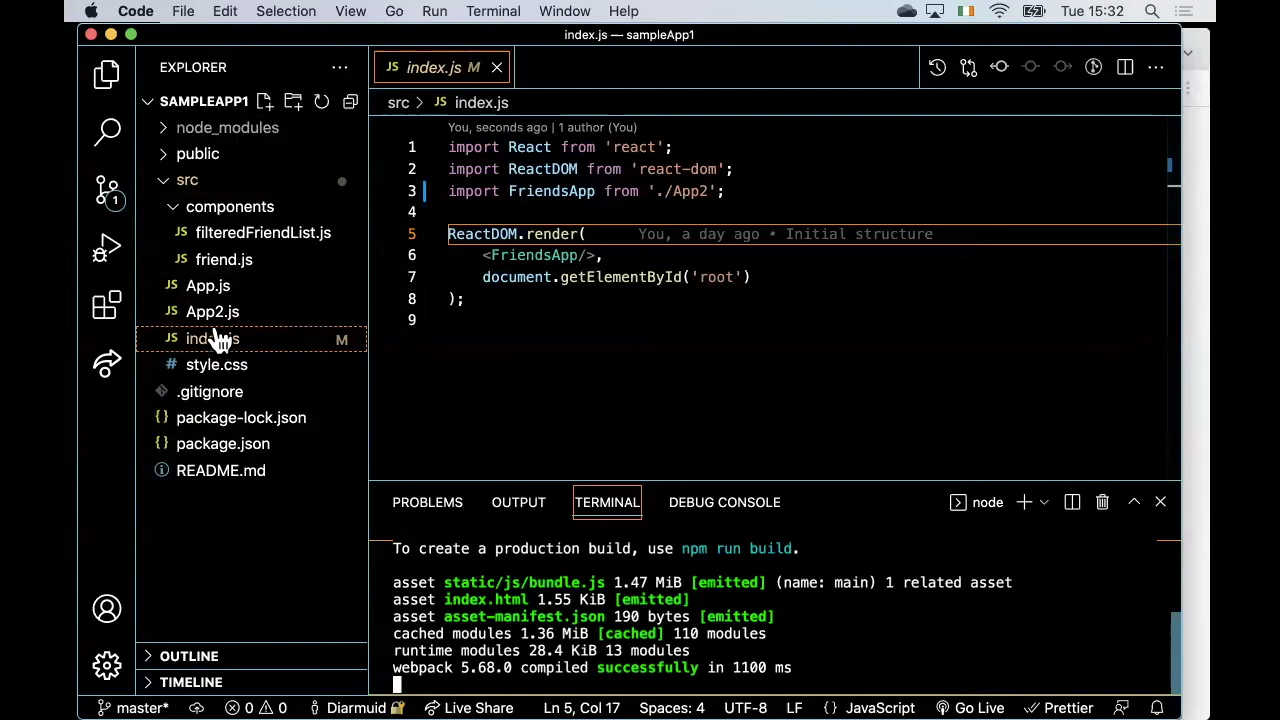 Code File Edit Selection View Go Run Terminal Window Help Tue 15:32
index.js — sampleApp1
EXPLORER
JS index.js M
SAMPLEAPP1
src > JS index.js
node_modules
public
src
components
JS filteredFriendList.js
JS friend.js
JS App.js
JS App2.js
JS M
# style.css
.gitignore
{} package-lock.json
{} package.json
README.md
OUTLINE
TIMELINE
1
You, seconds ago | 1 author (You)
1 import React from 'react';
2 import ReactDOM from 'react-dom';
3 import FriendsApp from './App2';
4
5 ReactDOM.render( You, a day ago • Initial structure
6 <FriendsApp/>,
7 document.getElementById('root')
8 );
9
PROBLEMS OUTPUT TERMINAL DEBUG CONSOLE node
To create a production build, use npm run build.
asset static/js/bundle.js 1.47 MiB [emitted] (name: main) 1 related asset
asset index.html 1.55 KiB [emitted]
asset asset-manifest.json 190 bytes [emitted]
cached modules 1.36 MiB [cached] 110 modules
runtime modules 28.4 KiB 13 modules
webpack 5.68.0 compiled successfully in 1100 ms
master* 0 0 Diarmuid Live Share Ln 5, Col 17 Spaces: 4 UTF-8 LF {} JavaScript Go Live Prettier